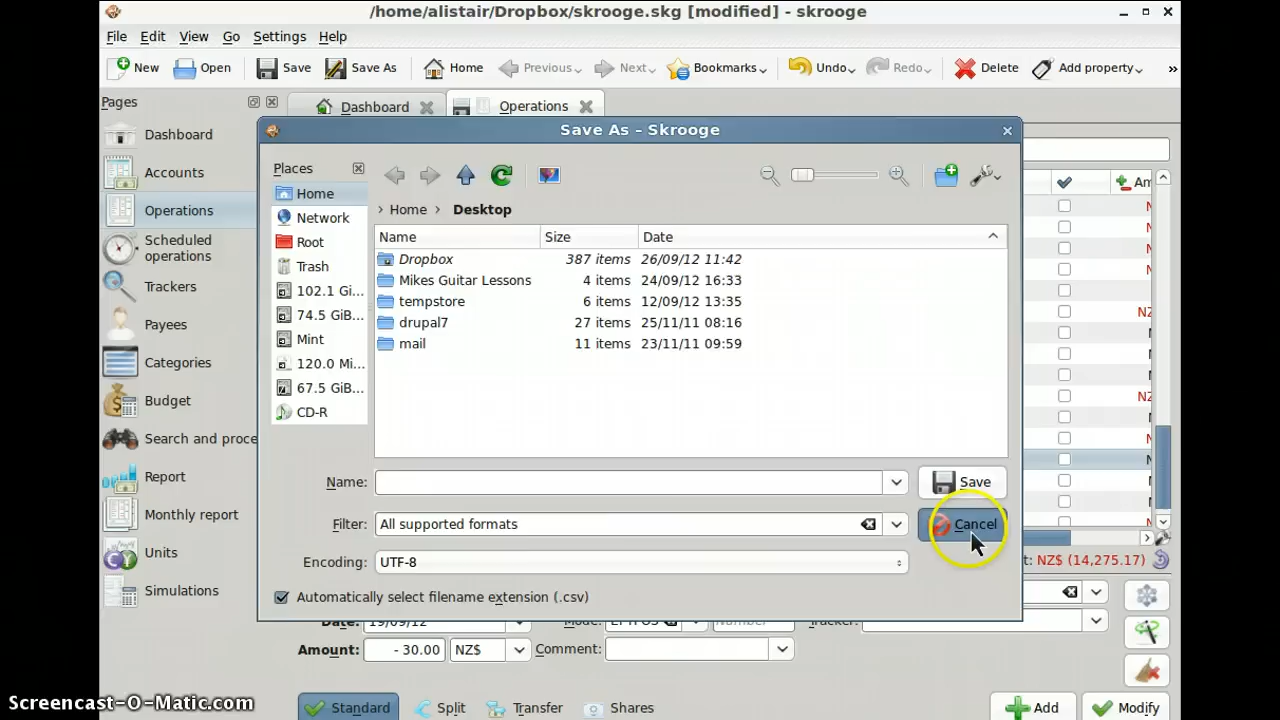 /home/alistair/Dropbox/skrooge.skg [modified] - skrooge
File Edit View Go Settings Help
New Open Save Save As Home Previous Next Bookmarks Undo Redo Delete Add property »
Pages
Dashboard
Operations
Dashboard
Accounts
Operations
Scheduled
operations
Trackers
Payees
Categories
Budget
Search and proce
Report
Monthly report
Units
Simulations
Save As - Skrooge
Places
Home
Network
Root
Trash
102.1 Gi...
74.5 GiB...
Mint
120.0 Mi...
67.5 GiB...
CD-R
Home > Desktop
Name Size Date
Dropbox 387 items 26/09/12 11:42
Mikes Guitar Lessons 4 items 24/09/12 16:33
tempstore 6 items 12/09/12 13:35
drupal7 27 items 25/11/11 08:16
mail 11 items 23/11/11 09:59
Name: Save
Filter: All supported formats Cancel
Encoding: UTF-8
Automatically select filename extension (.csv)
Am
NZ
NZ
NZ
NZ$ (14,275.17)
Date: 19/09/12 Mode: EFTPOS Number Tracker:
Amount: - 30.00 NZ$ Comment:
Standard Split Transfer Shares Add Modify
Screencast-O-Matic.com